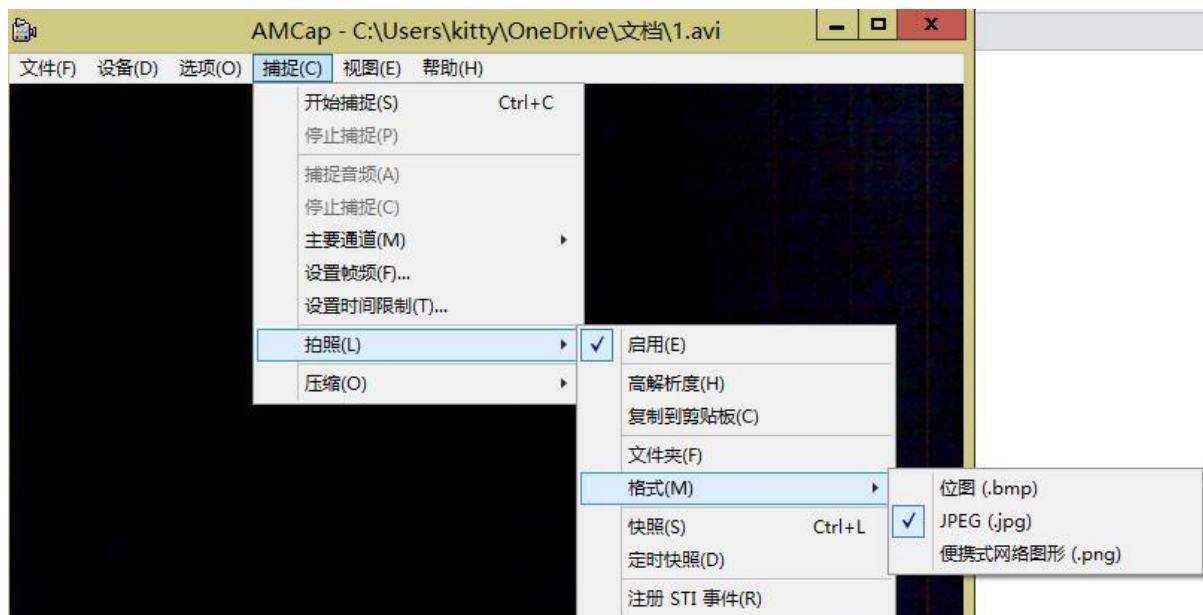 AMCap - C:\Users\kitty\OneDrive\文档\1.avi
文件(F) 设备(D) 选项(O) 捕捉(C) 视图(E) 帮助(H)
开始捕捉(S) Ctrl+C
停止捕捉(P)
捕捉音频(A)
停止捕捉(C)
主要通道(M)
设置帧频(F)...
设置时间限制(T)...
拍照(L)
压缩(O)
启用(E)
高解析度(H)
复制到剪贴板(C)
文件夹(F)
格式(M)
快照(S) Ctrl+L
定时快照(D)
注册 STI 事件(R)
位图 (.bmp)
JPEG (.jpg)
便携式网络图形 (.png)